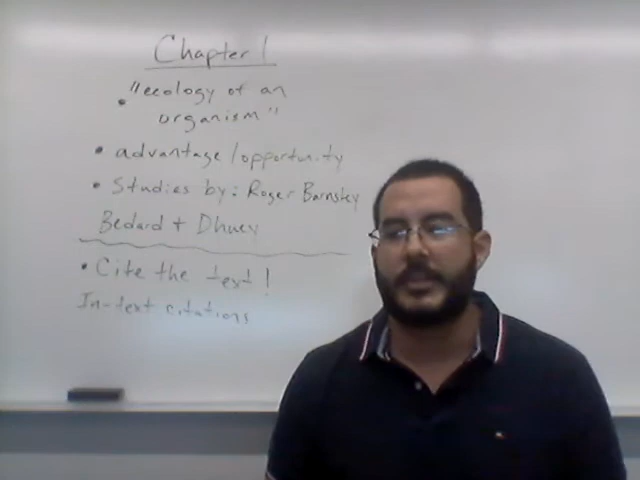 Chapter 1
• "ecology of an
organism"
• advantage/opportunity
• Studies by: Roger Barnsley
Bedard + Dhuey
• Cite the text!
In-text citations